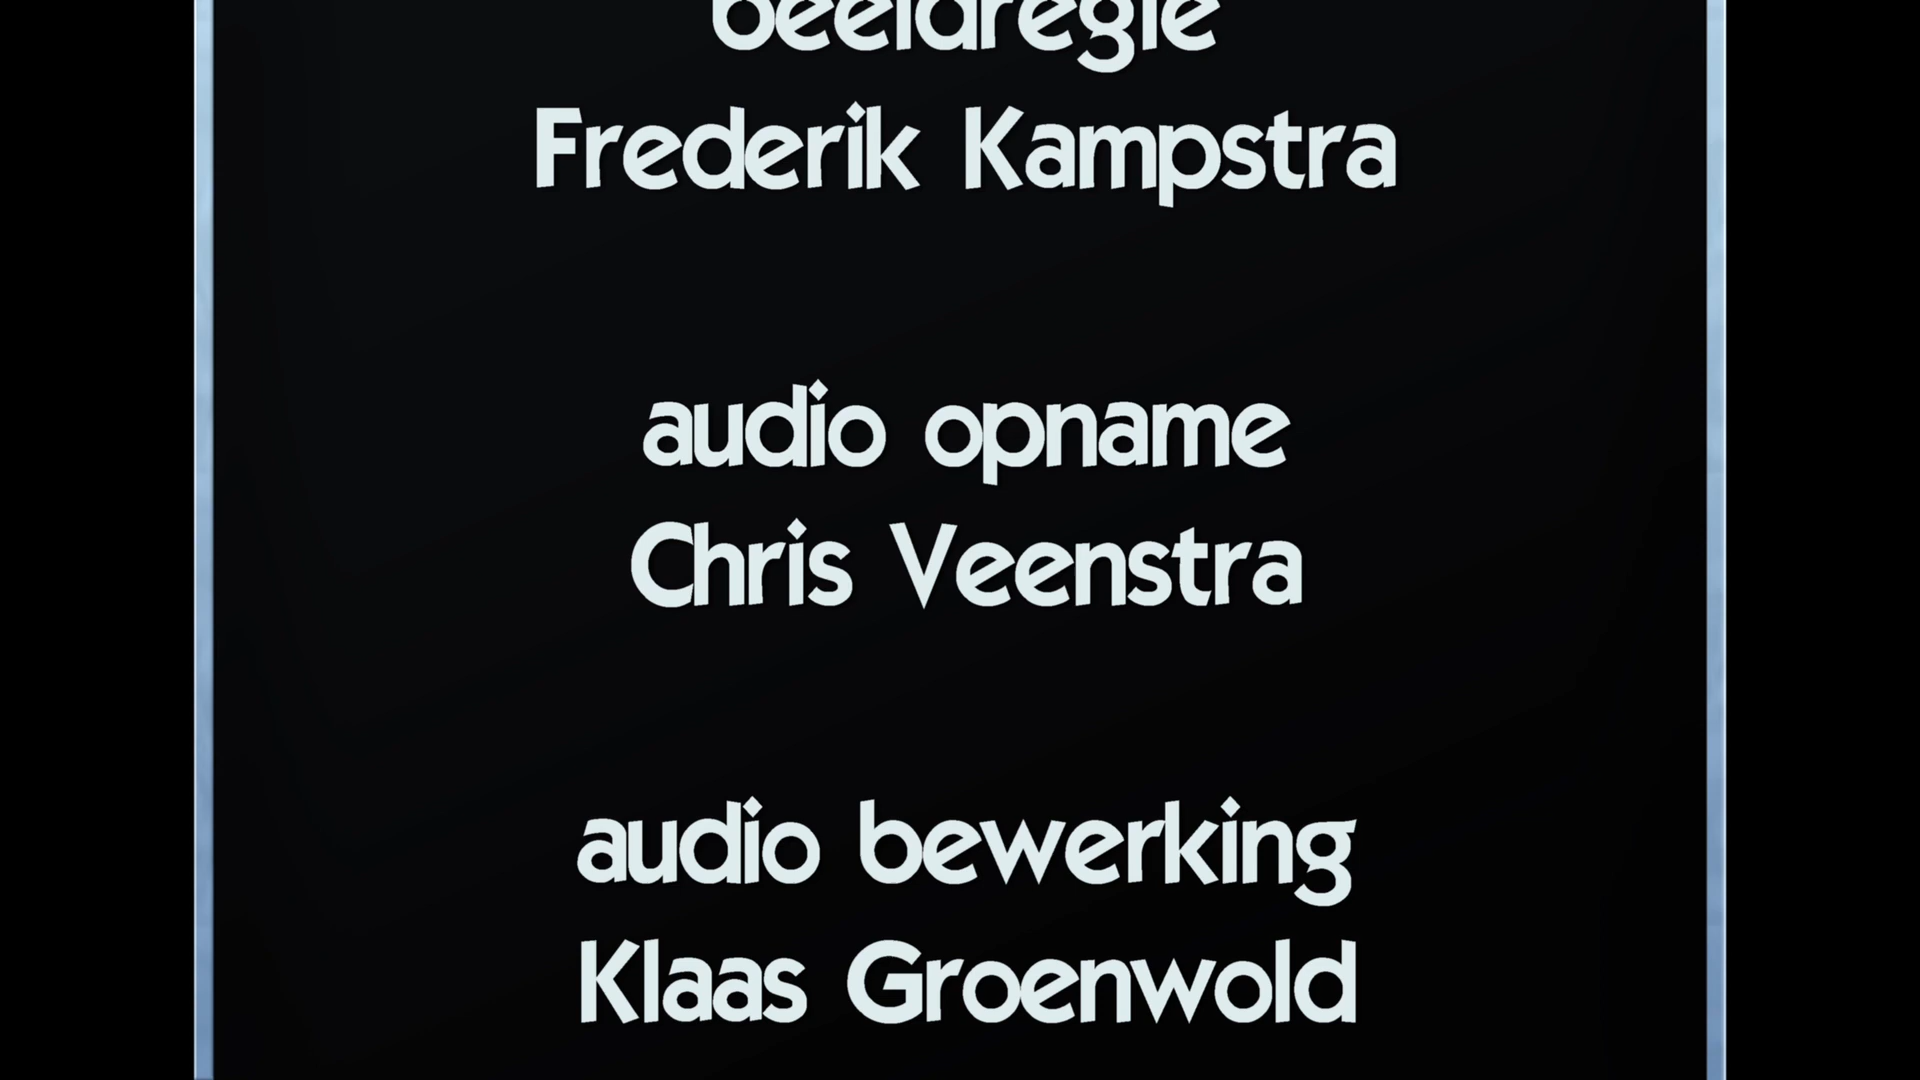 beeldregie
Frederik Kampstra
audio opname
Chris Veenstra
audio bewerking
Klaas Groenwold